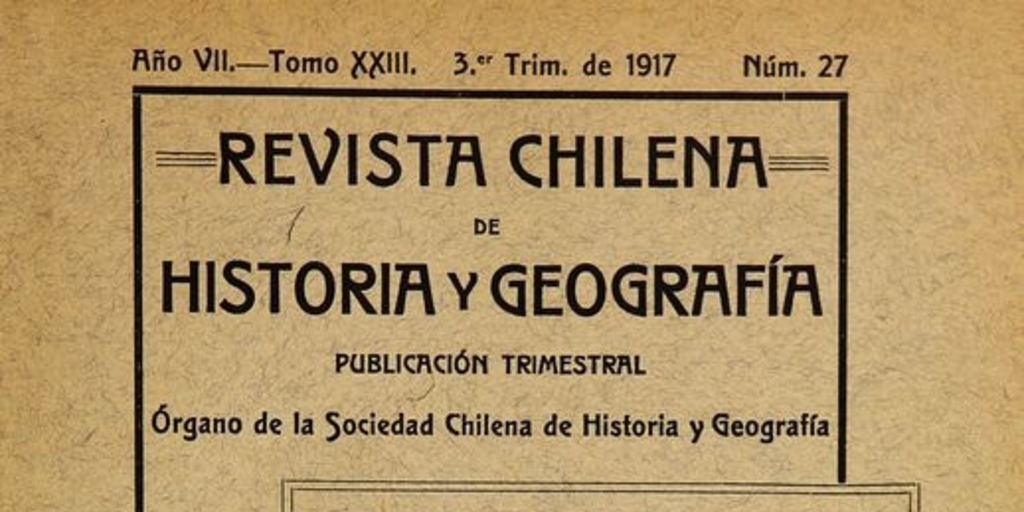 Año VII.—Tomo XXIII. 3.er Trim. de 1917 Núm. 27
REVISTA CHILENA
DE
HISTORIA Y GEOGRAFÍA
PUBLICACIÓN TRIMESTRAL
Órgano de la Sociedad Chilena de Historia y Geografía